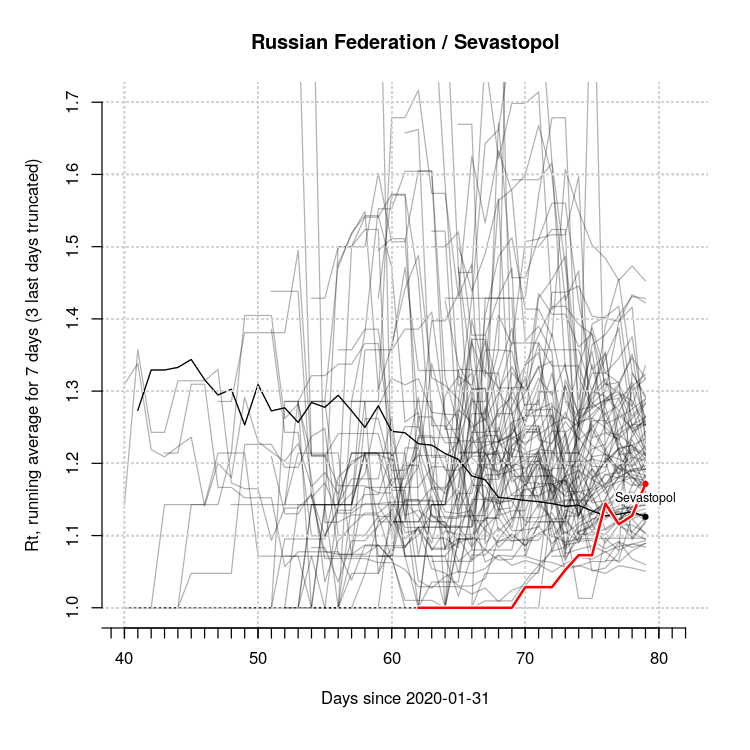 Russian Federation / Sevastopol
Rt, running average for 7 days (3 last days truncated)
1.7
1.6
1.5
1.4
1.3
1.2
1.1
1.0
Sevastopol
40 50 60 70 80
Days since 2020-01-31